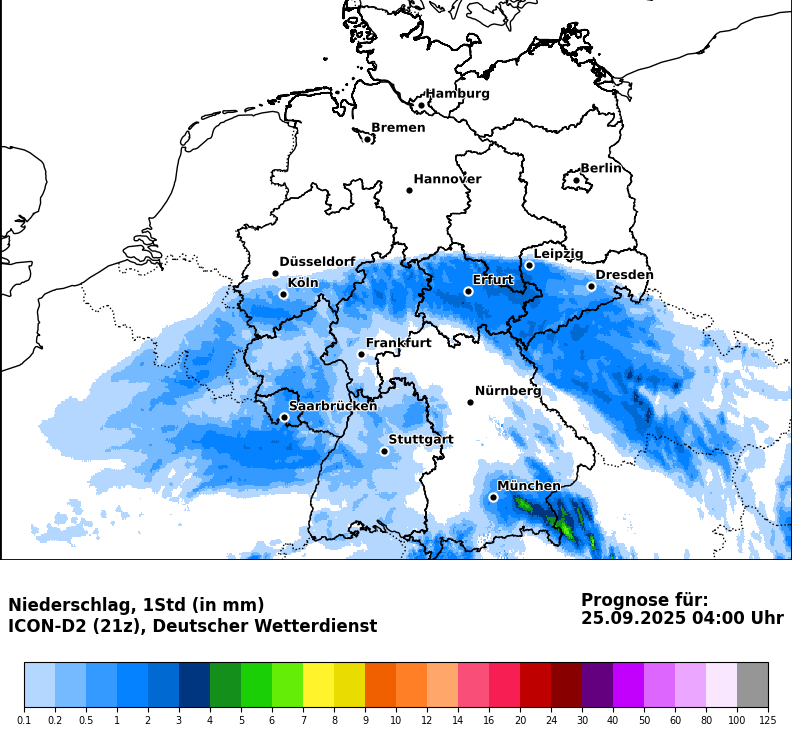 Hamburg
Bremen
Berlin
Hannover
Leipzig
Düsseldorf
Dresden
Köln
Erfurt
Frankfurt
Nürnberg
Saarbrücken
Stuttgart
München
Niederschlag, 1Std (in mm)
ICON-D2 (21z), Deutscher Wetterdienst
Prognose für:
25.09.2025 04:00 Uhr
0.1 0.2 0.5 1 2 3 4 5 6 7 8 9 10 12 14 16 20 24 30 40 50 60 80 100 125